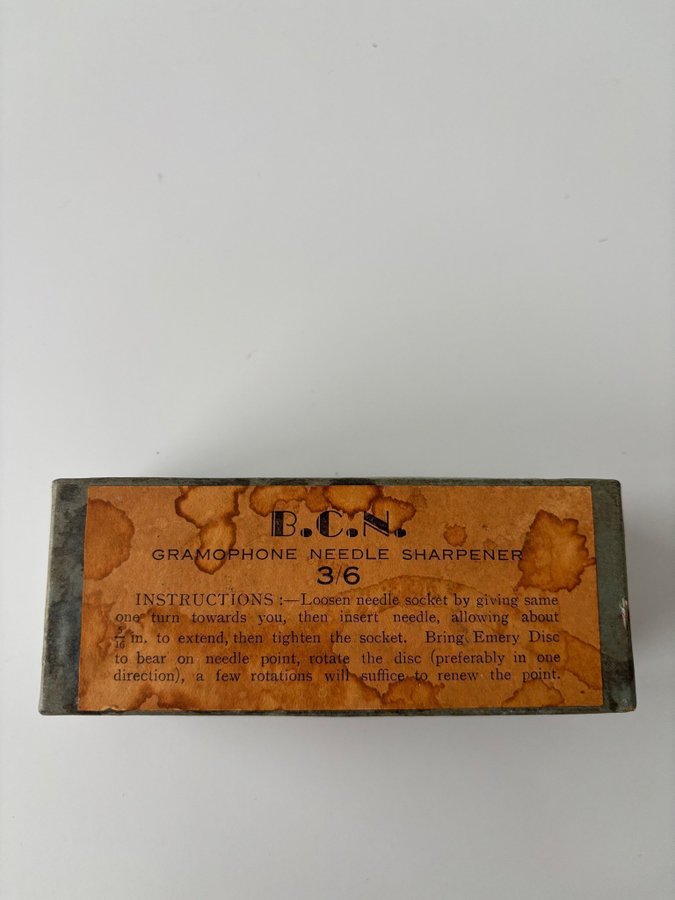 B.C.N.
GRAMOPHONE NEEDLE SHARPENER
3/6
INSTRUCTIONS :—Loosen needle socket by giving same
one turn towards you, then insert needle, allowing about
5/16 in. to extend, then tighten the socket. Bring Emery Disc
to bear on needle point, rotate the disc (preferably in one
direction), a few rotations will suffice to renew the point.